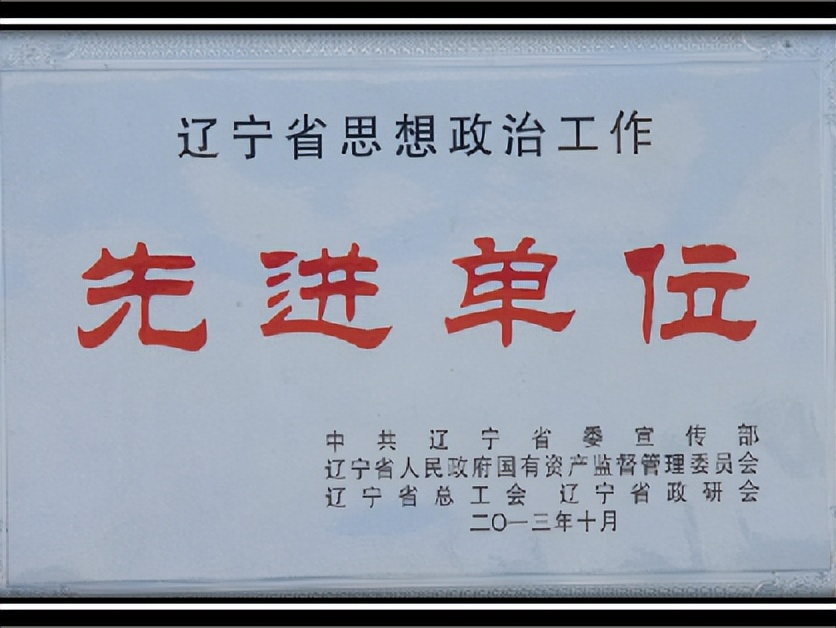 辽宁省思想政治工作
先进单位
中共辽宁省委宣传部
辽宁省人民政府国有资产监督管理委员会
辽宁省总工会 辽宁省政研会
二〇一三年十月